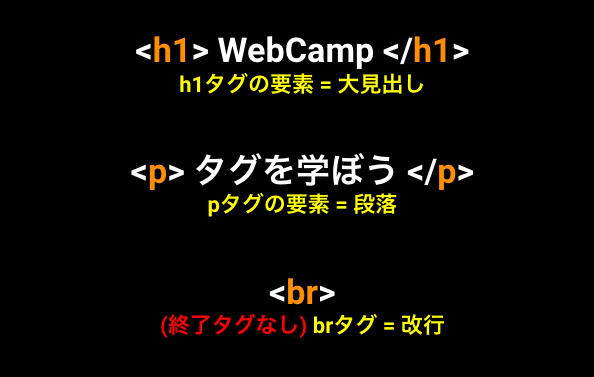 <h1> WebCamp </h1>
h1タグの要素 = 大見出し
<p> タグを学ぼう </p>
pタグの要素 = 段落
<br>
(終了タグなし) brタグ = 改行